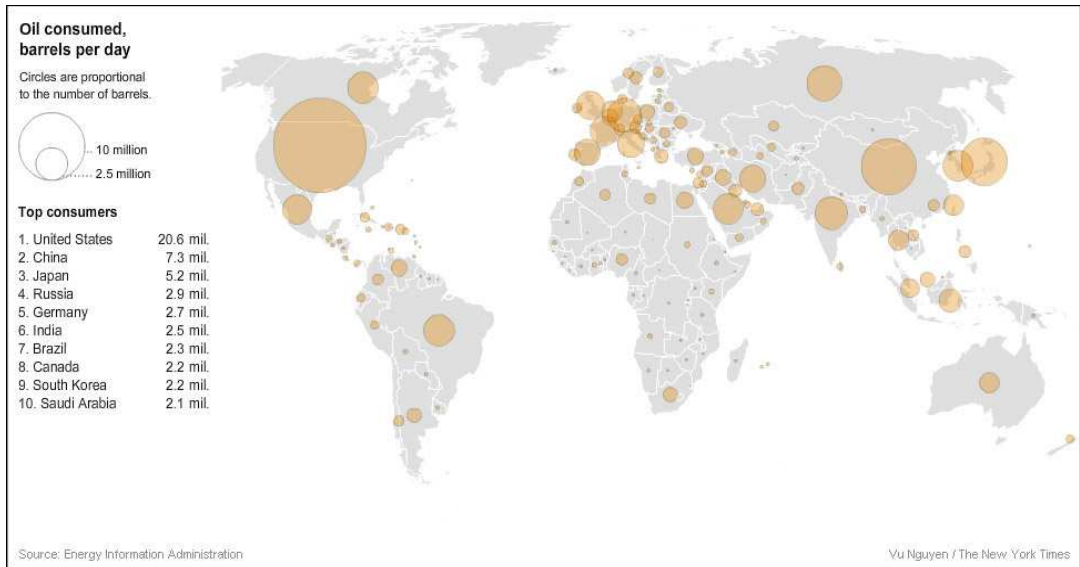 Oil consumed,
barrels per day
Circles are proportional
to the number of barrels.
10 million
2.5 million
Top consumers
1. United States 20.6 mil.
2. China 7.3 mil.
3. Japan 5.2 mil.
4. Russia 2.9 mil.
5. Germany 2.7 mil.
6. India 2.5 mil.
7. Brazil 2.3 mil.
8. Canada 2.2 mil.
9. South Korea 2.2 mil.
10. Saudi Arabia 2.1 mil.
Source: Energy Information Administration
Vu Nguyen / The New York Times